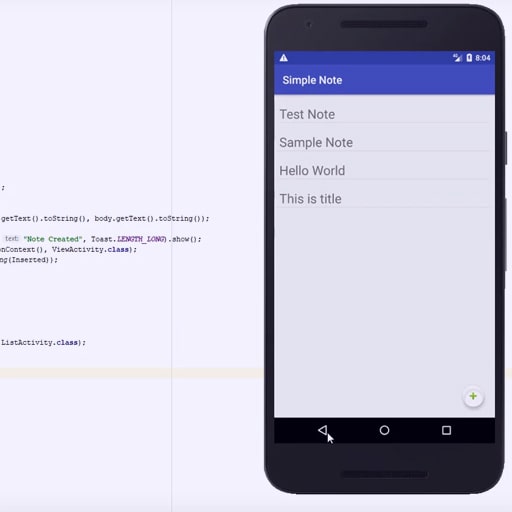 ;
getText().toString(), body.getText().toString());
text: "Note Created", Toast.LENGTH_LONG).show();
onContext(), ViewActivity.class);
ng(Inserted));
ListActivity.class);
8:04
Simple Note
Test Note
Sample Note
Hello World
This is title